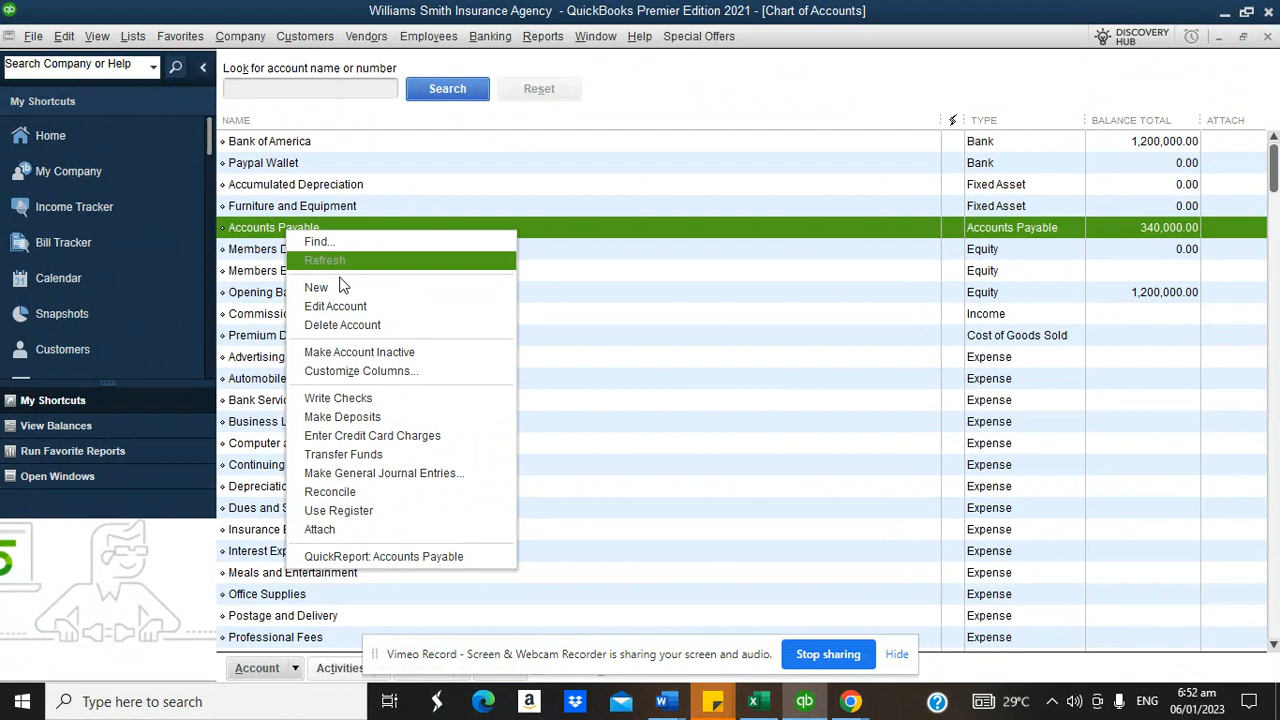 Williams Smith Insurance Agency - QuickBooks Premier Edition 2021 - [Chart of Accounts]
File Edit View Lists Favorites Company Customers Vendors Employees Banking Reports Window Help Special Offers
DISCOVERY HUB
Search Company or Help
My Shortcuts
Home
My Company
Income Tracker
Bill Tracker
Calendar
Snapshots
Customers
My Shortcuts
View Balances
Run Favorite Reports
Open Windows
Look for account name or number
Search Reset
NAME TYPE BALANCE TOTAL ATTACH
Bank of America Bank 1,200,000.00
Paypal Wallet Bank 0.00
Accumulated Depreciation Fixed Asset 0.00
Furniture and Equipment Fixed Asset 0.00
Accounts Payable Accounts Payable 340,000.00
Members D Equity 0.00
Members E Equity
Opening Ba Equity 1,200,000.00
Commissi Income
Premium D Cost of Goods Sold
Advertising Expense
Automobile Expense
Bank Servic Expense
Business L Expense
Computer a Expense
Continuing Expense
Depreciatio Expense
Dues and S Expense
Insurance E Expense
Interest Exp Expense
Meals and Entertainment Expense
Office Supplies Expense
Postage and Delivery Expense
Professional Fees Expense
Find...
Refresh
New
Edit Account
Delete Account
Make Account Inactive
Customize Columns...
Write Checks
Make Deposits
Enter Credit Card Charges
Transfer Funds
Make General Journal Entries...
Reconcile
Use Register
Attach
QuickReport: Accounts Payable
Account Activities
Vimeo Record - Screen & Webcam Recorder is sharing your screen and audio. Stop sharing Hide
Type here to search
29°C ENG 6:52 am
06/01/2023